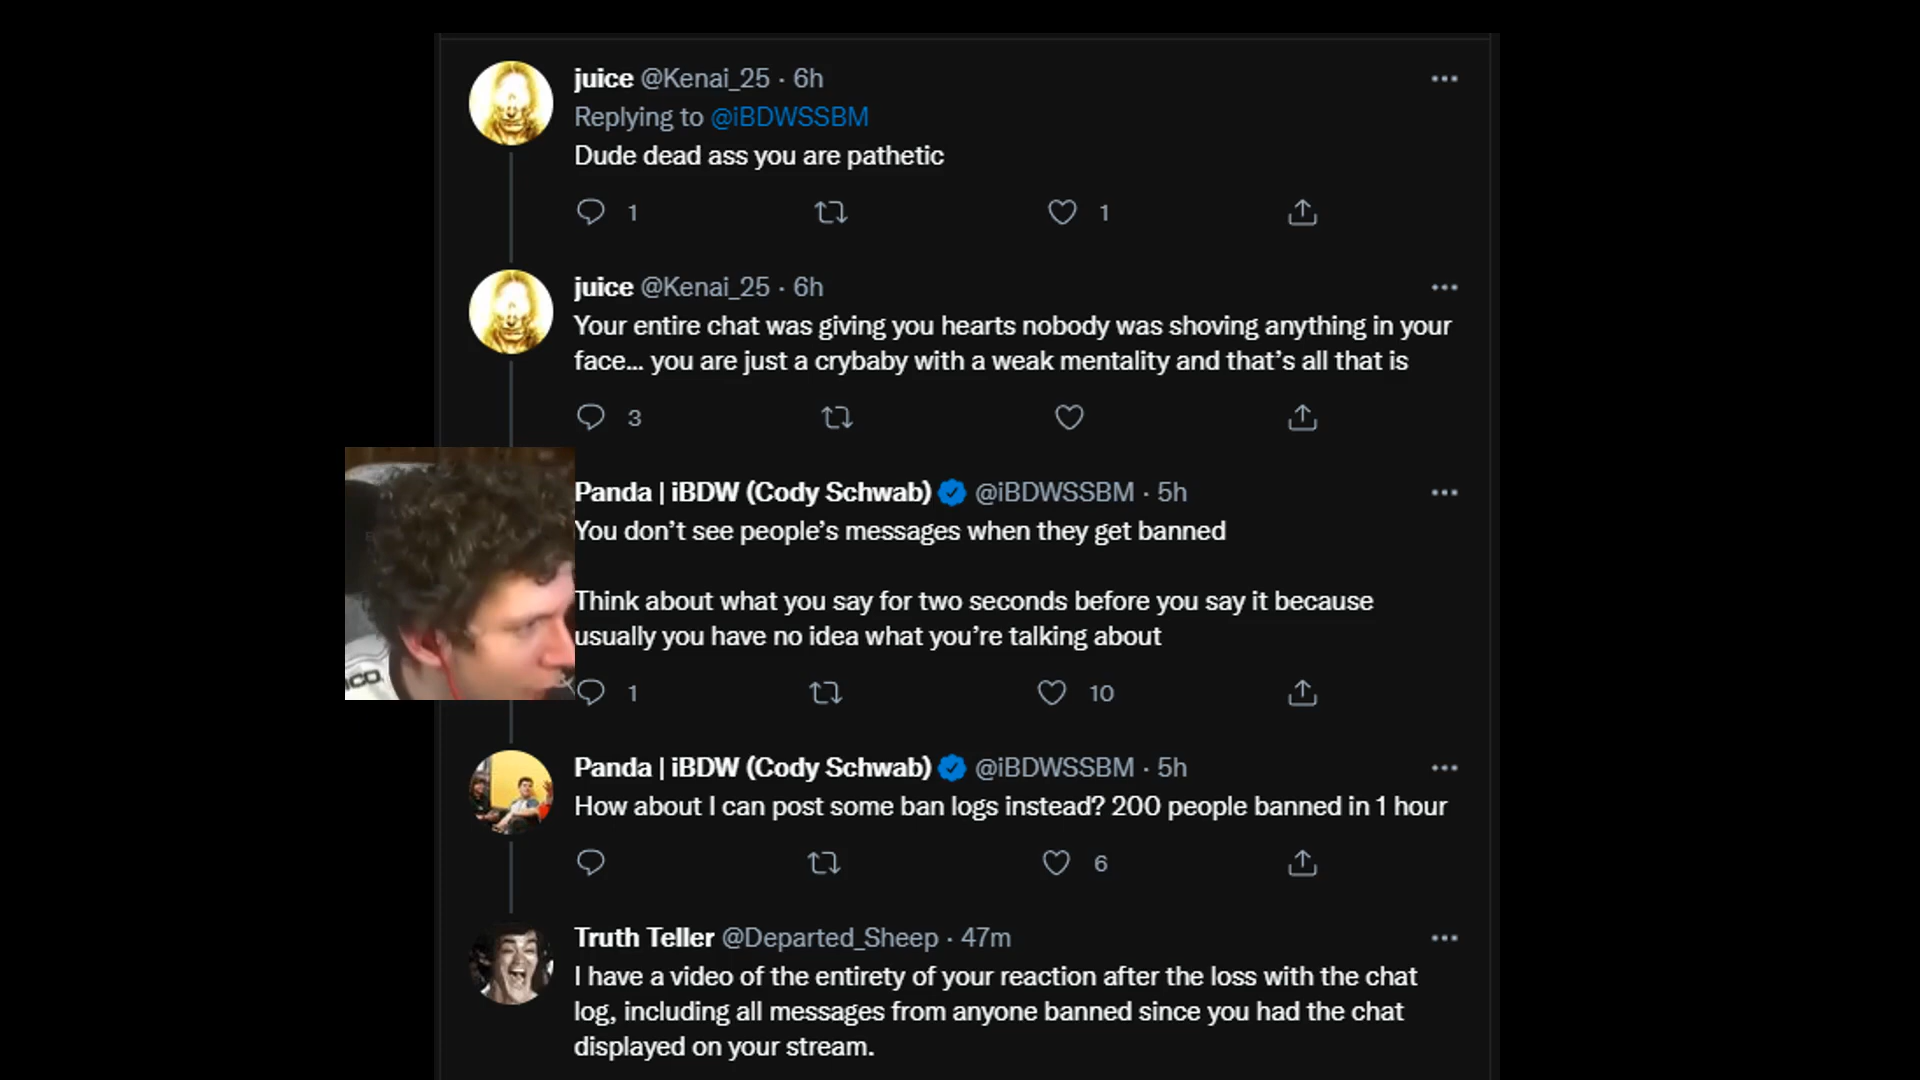 juice @Kenai_25 · 6h
Replying to @iBDWSSBM
Dude dead ass you are pathetic
1 1
juice @Kenai_25 · 6h
Your entire chat was giving you hearts nobody was shoving anything in your
face... you are just a crybaby with a weak mentality and that's all that is
3
Panda | iBDW (Cody Schwab) @iBDWSSBM · 5h
You don't see people's messages when they get banned
Think about what you say for two seconds before you say it because
usually you have no idea what you're talking about
1 10
Panda | iBDW (Cody Schwab) @iBDWSSBM · 5h
How about I can post some ban logs instead? 200 people banned in 1 hour
6
Truth Teller @Departed_Sheep · 47m
I have a video of the entirety of your reaction after the loss with the chat
log, including all messages from anyone banned since you had the chat
displayed on your stream.